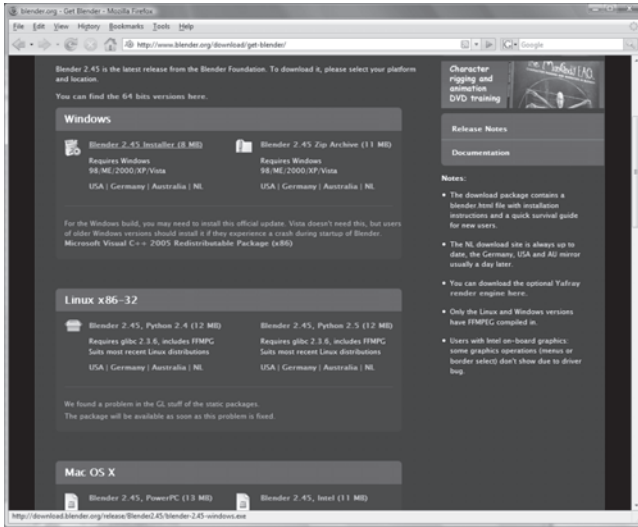 blender.org - Get Blender - Mozilla Firefox
File Edit View History Bookmarks Tools Help
http://www.blender.org/download/get-blender/
Google
Blender 2.45 is the latest release from the Blender Foundation. To download it, please select your platform
and location.
You can find the 64 bits versions here.
Windows
Blender 2.45 Installer (8 MB)
Requires Windows
98/ME/2000/XP/Vista
USA | Germany | Australia | NL
Blender 2.45 Zip Archive (11 MB)
Requires Windows
98/ME/2000/XP/Vista
USA | Germany | Australia | NL
For the Windows build, you may need to install this official update. Vista doesn't need this, but users
of older Windows versions should install it if they experience a crash during startup of Blender.
Microsoft Visual C++ 2005 Redistributable Package (x86)
Linux x86-32
Blender 2.45, Python 2.4 (12 MB)
Requires glibc 2.3.6, includes FFMPG
Suits most recent Linux distributions
USA | Germany | Australia | NL
Blender 2.45, Python 2.5 (12 MB)
Requires glibc 2.3.6, includes FFMPG
Suits most recent Linux distributions
USA | Germany | Australia | NL
We found a problem in the GL stuff of the static packages.
The package will be available as soon as this problem is fixed.
Mac OS X
Blender 2.45, PowerPC (13 MB)
Blender 2.45, Intel (11 MB)
Character
rigging and
animation
DVD training
Release Notes
Documentation
Notes:
• The download package contains a
blender.html file with installation
instructions and a quick survival guide
for new users.
• The NL download site is always up to
date, the Germany, USA and AU mirror
usually a day later.
• You can download the optional Yafray
render engine here.
• Only the Linux and Windows versions
have FFMPEG compiled in.
• Users with Intel on-board graphics:
some graphics operations (menus or
border select) don't show due to driver
bug.
http://download.blender.org/release/Blender2.45/blender-2.45-windows.exe